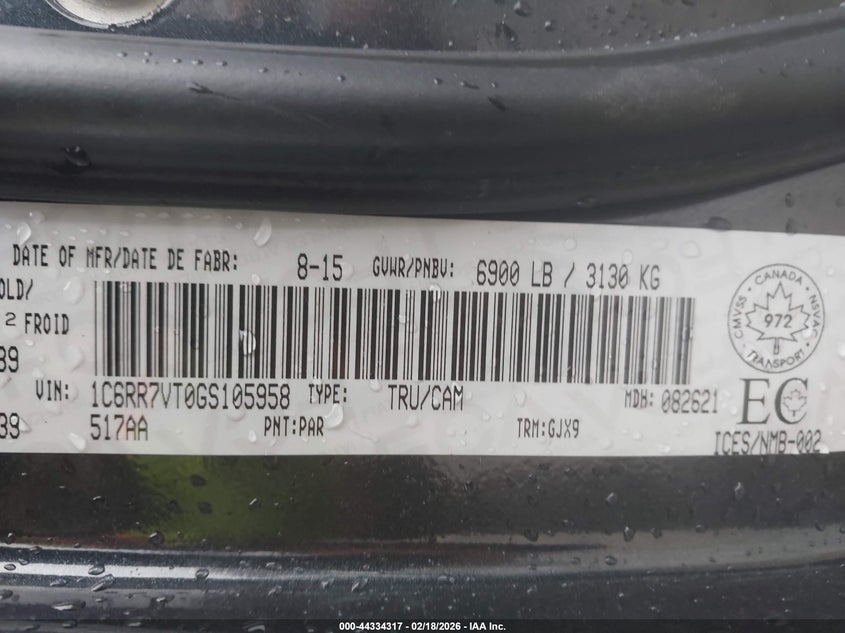 DATE OF MFR/DATE DE FABR: 8-15 GVWR/PNBV: 6900 LB / 3130 KG
OLD/
2 FROID
39
VIN: 1C6RR7VT0GS105958 TYPE: TRU/CAM MDH: 082621
39 517AA PNT:PAR TRM:GJX9
CANADA
CMVSS NSVAC
972
TRANSPORT
EC
ICES/NMB-002
000-44334317 - 02/18/2026 - IAA Inc.